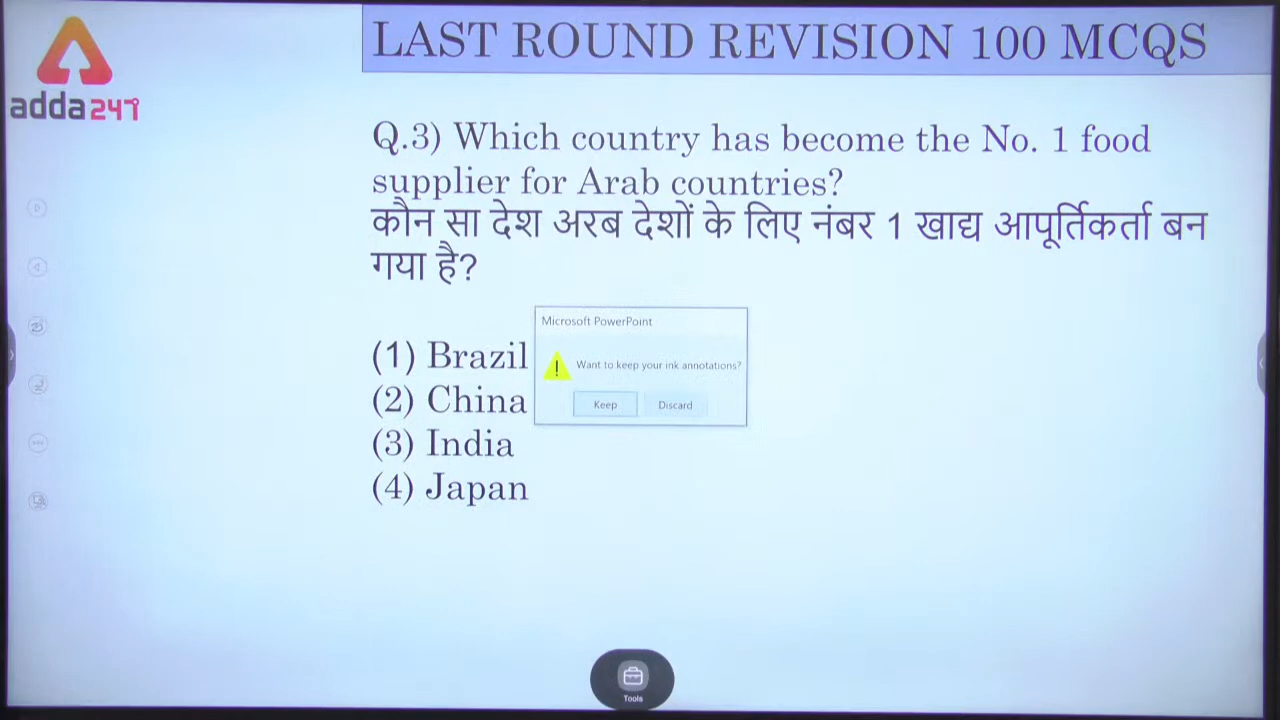 LAST ROUND REVISION 100 MCQS
adda247
Q.3) Which country has become the No. 1 food
supplier for Arab countries?
कौन सा देश अरब देशों के लिए नंबर 1 खाद्य आपूर्तिकर्ता बन
गया है?
Microsoft PowerPoint
Want to keep your ink annotations?
Keep
Discard
(1) Brazil
(2) China
(3) India
(4) Japan
Tools